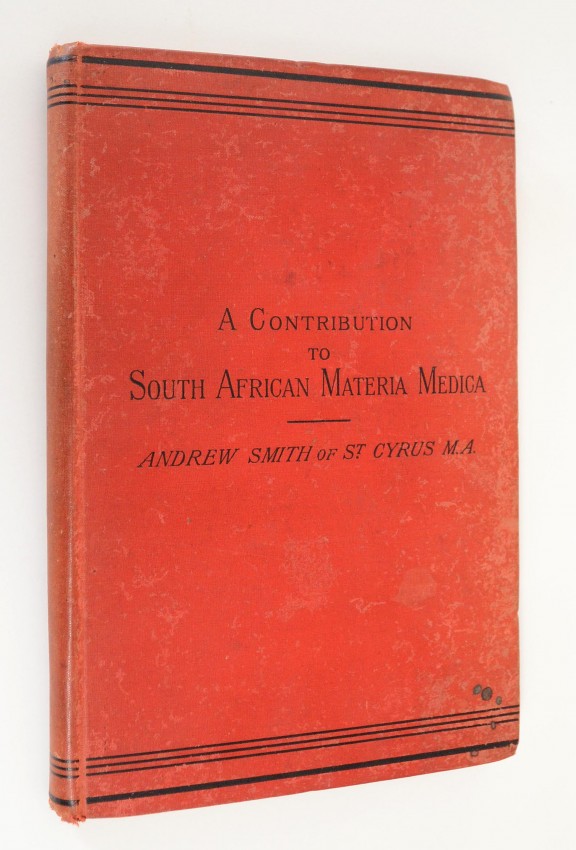 A Contribution
to
South African Materia Medica
Andrew Smith of St Cyrus M.A.